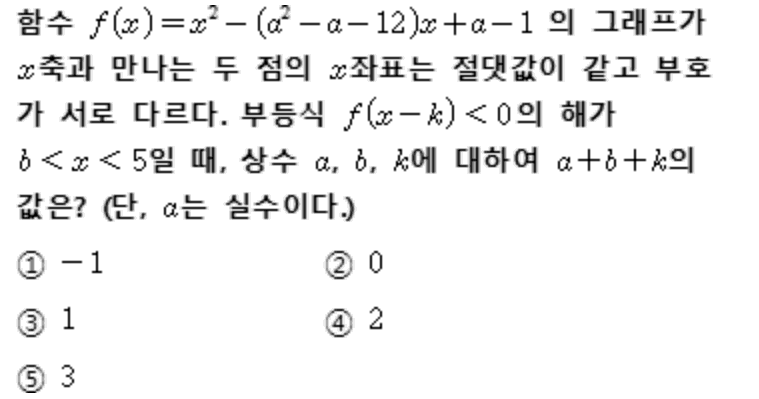 함수 f(x)=x²-(a²-a-12)x+a-1 의 그래프가
x축과 만나는 두 점의 x좌표는 절댓값이 같고 부호
가 서로 다르다. 부등식 f(x-k)<0의 해가
b<x<5일 때, 상수 a, b, k에 대하여 a+b+k의
값은? (단, a는 실수이다.)
① -1 ② 0
③ 1 ④ 2
⑤ 3